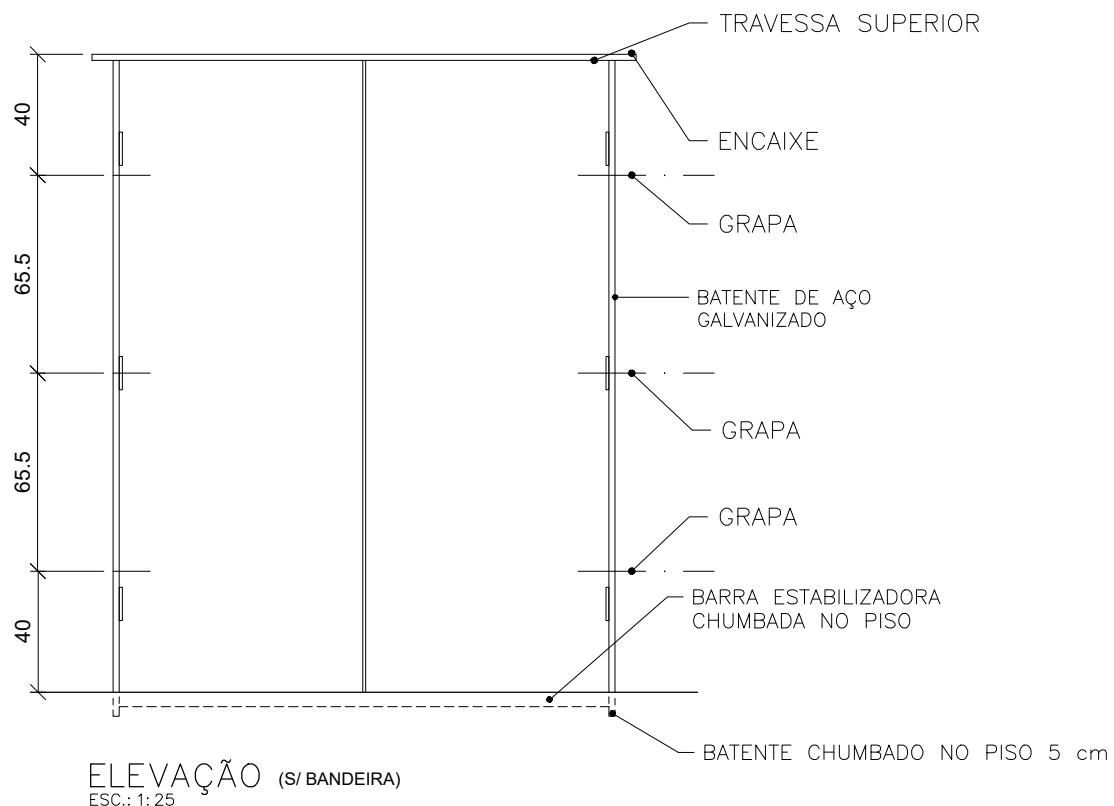 TRAVESSA SUPERIOR
40
ENCAIXE
GRAPA
65.5
BATENTE DE AÇO
GALVANIZADO
GRAPA
65.5
GRAPA
BARRA ESTABILIZADORA
CHUMBADA NO PISO
40
BATENTE CHUMBADO NO PISO 5 cm
ELEVAÇÃO (S/ BANDEIRA)
ESC.: 1:25